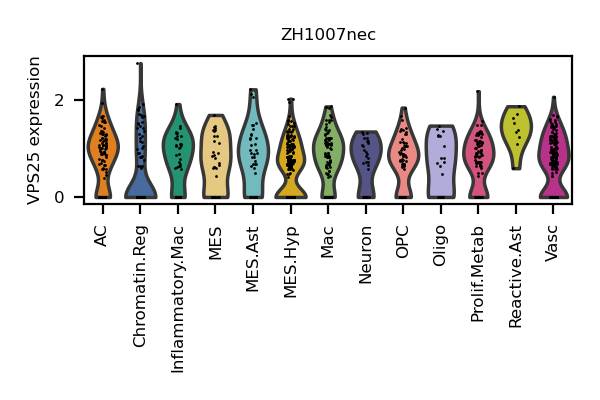 ZH1007nec
VPS25 expression
2
0
AC
Chromatin.Reg
Inflammatory.Mac
MES
MES.Ast
MES.Hyp
Mac
Neuron
OPC
Oligo
Prolif.Metab
Reactive.Ast
Vasc